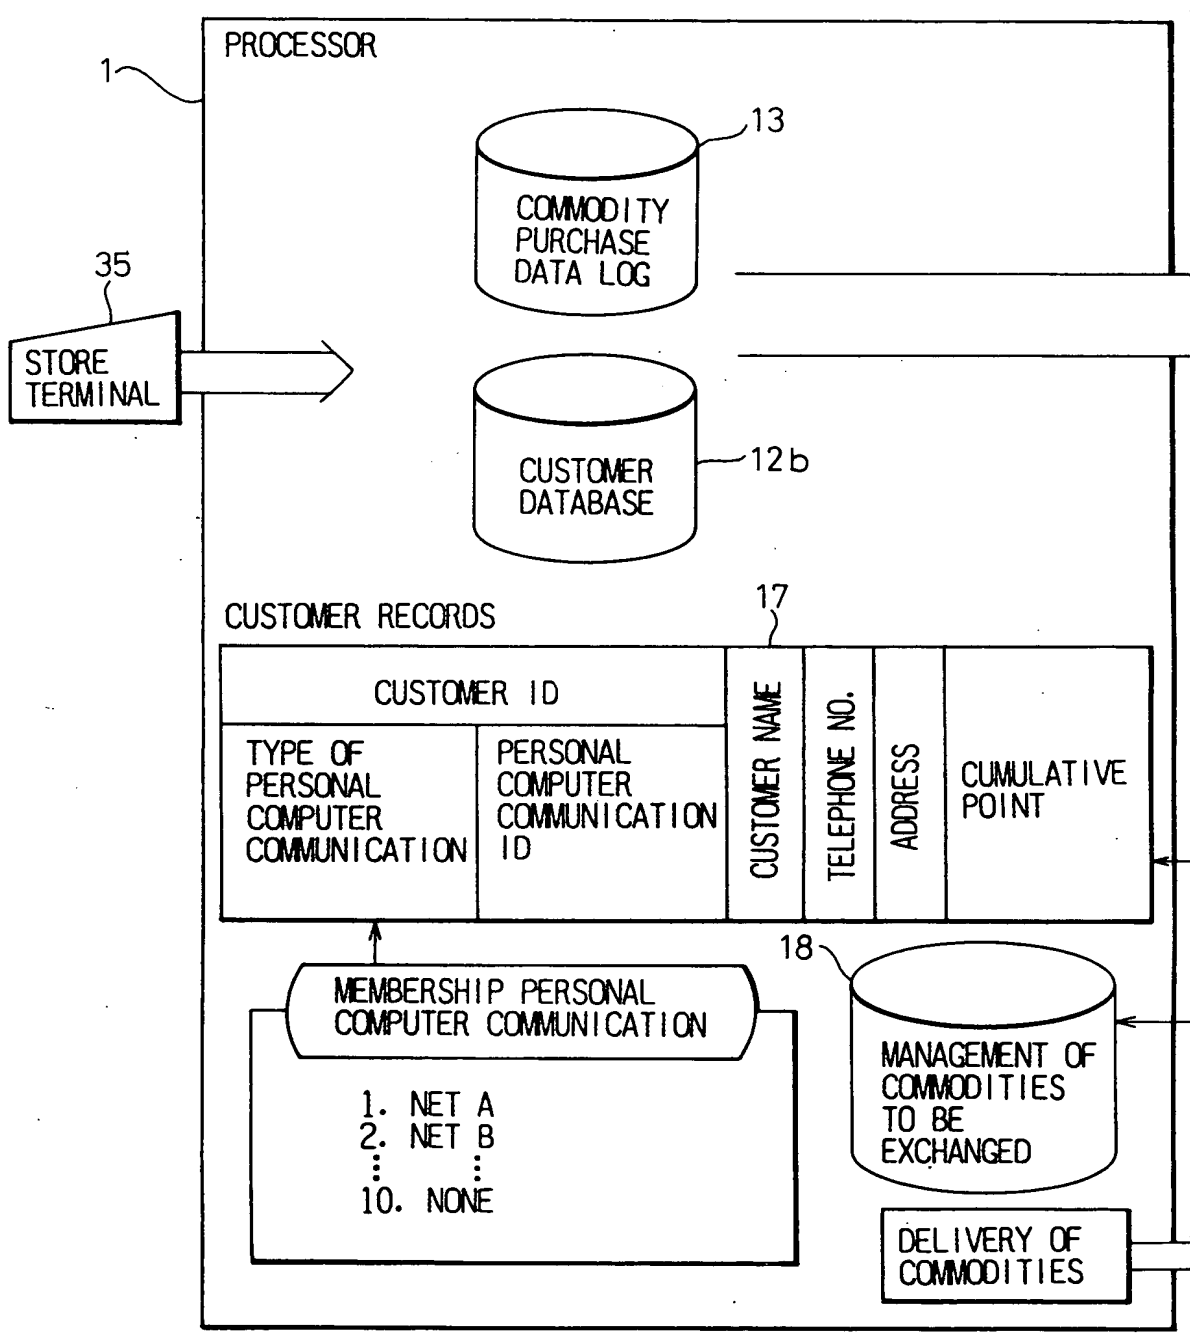 PROCESSOR
1
13
COMMODITY
PURCHASE
DATA LOG
35
STORE
TERMINAL
12b
CUSTOMER
DATABASE
17
CUSTOMER RECORDS
CUSTOMER ID
TYPE OF
PERSONAL
COMPUTER
COMMUNICATION
PERSONAL
COMPUTER
COMMUNICATION
ID
CUSTOMER NAME
TELEPHONE NO.
ADDRESS
CUMULATIVE
POINT
18
MEMBERSHIP PERSONAL
COMPUTER COMMUNICATION
1. NET A
2. NET B
10. NONE
MANAGEMENT OF
COMMODITIES
TO BE
EXCHANGED
DELIVERY OF
COMMODITIES